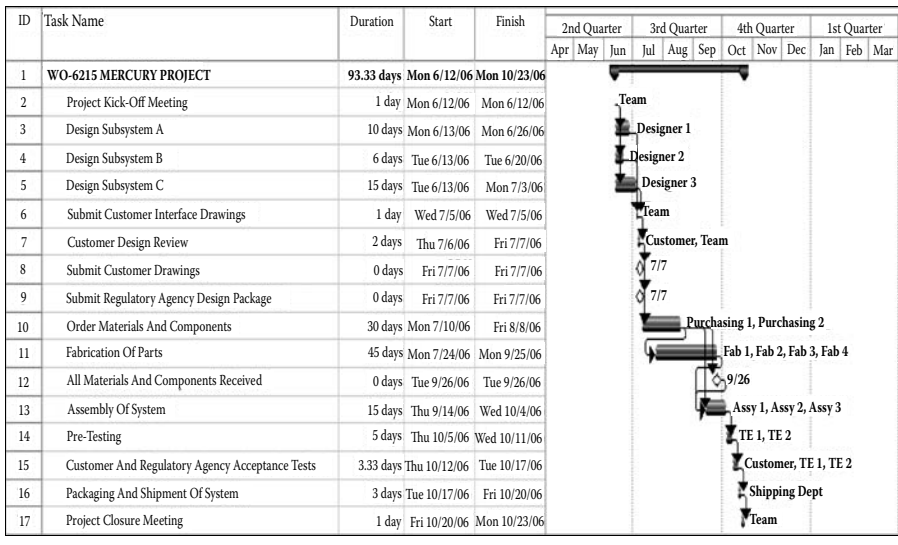 ID Task Name Duration Start Finish 2nd Quarter 3rd Quarter 4th Quarter 1st Quarter
Apr May Jun Jul Aug Sep Oct Nov Dec Jan Feb Mar
1 WO-6215 MERCURY PROJECT 93.33 days Mon 6/12/06 Mon 10/23/06
2 Project Kick-Off Meeting 1 day Mon 6/12/06 Mon 6/12/06 Team
3 Design Subsystem A 10 days Mon 6/13/06 Mon 6/26/06 Designer 1
4 Design Subsystem B 6 days Tue 6/13/06 Tue 6/20/06 Designer 2
5 Design Subsystem C 15 days Tue 6/13/06 Mon 7/3/06 Designer 3
6 Submit Customer Interface Drawings 1 day Wed 7/5/06 Wed 7/5/06 Team
7 Customer Design Review 2 days Thu 7/6/06 Fri 7/7/06 Customer, Team
8 Submit Customer Drawings 0 days Fri 7/7/06 Fri 7/7/06 7/7
9 Submit Regulatory Agency Design Package 0 days Fri 7/7/06 Fri 7/7/06 7/7
10 Order Materials And Components 30 days Mon 7/10/06 Fri 8/8/06 Purchasing 1, Purchasing 2
11 Fabrication Of Parts 45 days Mon 7/24/06 Mon 9/25/06 Fab 1, Fab 2, Fab 3, Fab 4
12 All Materials And Components Received 0 days Tue 9/26/06 Tue 9/26/06 9/26
13 Assembly Of System 15 days Thu 9/14/06 Wed 10/4/06 Assy 1, Assy 2, Assy 3
14 Pre-Testing 5 days Thu 10/5/06 Wed 10/11/06 TE 1, TE 2
15 Customer And Regulatory Agency Acceptance Tests 3.33 days Thu 10/12/06 Tue 10/17/06 Customer, TE 1, TE 2
16 Packaging And Shipment Of System 3 days Tue 10/17/06 Fri 10/20/06 Shipping Dept
17 Project Closure Meeting 1 day Fri 10/20/06 Mon 10/23/06 Team